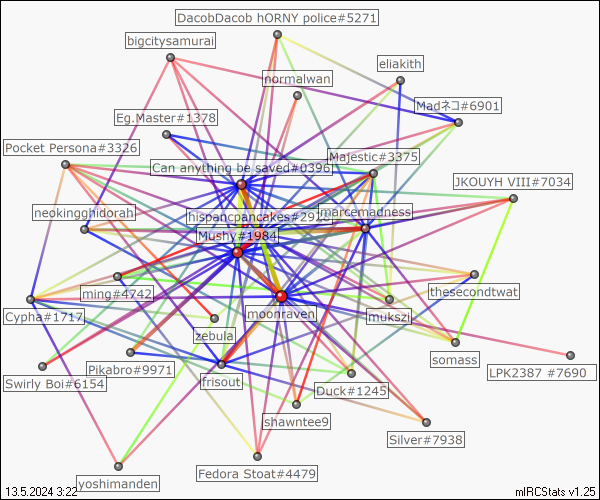 DacobDacob hORNY police#5271
bigcitysamurai
eliakith
normalwan
Madネコ#6901
Eg.Master#1378
Pocket Persona#3326
Majestic#3375
Can anything be saved#0396
JKOUYH VIII#7034
neokingghidorah
marcemadness
Mushy#1984
thesecondtwat
ming#4742
Cypha#1717
moonraven
mukszi
zebula
somass
Pikabro#9971
LPK2387 #7690
Swirly Boi#6154
frisout
Duck#1245
shawntee9
Silver#7938
Fedora Stoat#4479
yoshimanden
13.5.2024 3:22
mIRCStats v1.25